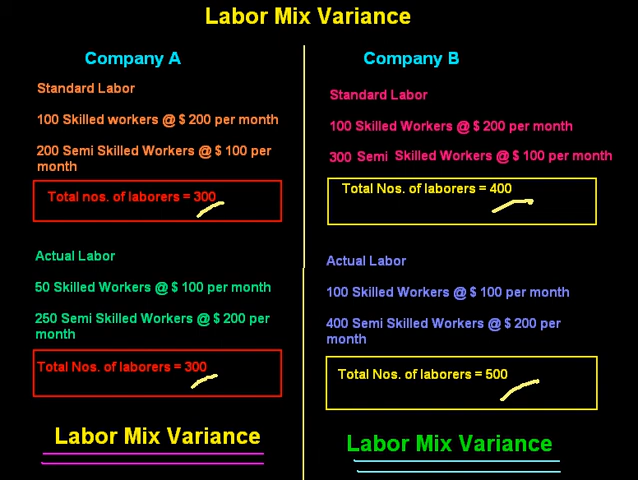 Labor Mix Variance
Company A
Standard Labor
100 Skilled workers @ $ 200 per month
200 Semi Skilled Workers @ $ 100 per
month
Total nos. of laborers = 300
Actual Labor
50 Skilled Workers @ $ 100 per month
250 Semi Skilled Workers @ $ 200 per
month
Total Nos. of laborers = 300
Labor Mix Variance
Company B
Standard Labor
100 Skilled Workers @ $ 200 per month
300 Semi Skilled Workers @ $ 100 per month
Total Nos. of laborers = 400
Actual Labor
100 Skilled Workers @ $ 100 per month
400 Semi Skilled Workers @ $ 200 per
month
Total Nos. of laborers = 500
Labor Mix Variance